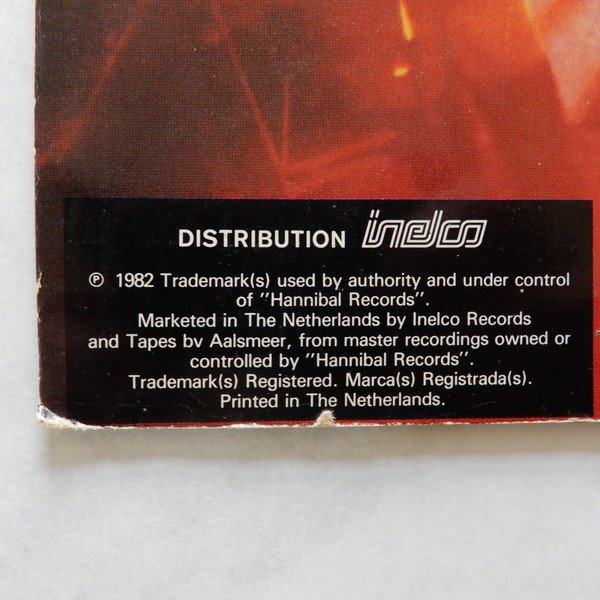 DISTRIBUTION inelco
℗ 1982 Trademark(s) used by authority and under control
of "Hannibal Records".
Marketed in The Netherlands by Inelco Records
and Tapes bv Aalsmeer, from master recordings owned or
controlled by "Hannibal Records".
Trademark(s) Registered. Marca(s) Registrada(s).
Printed in The Netherlands.